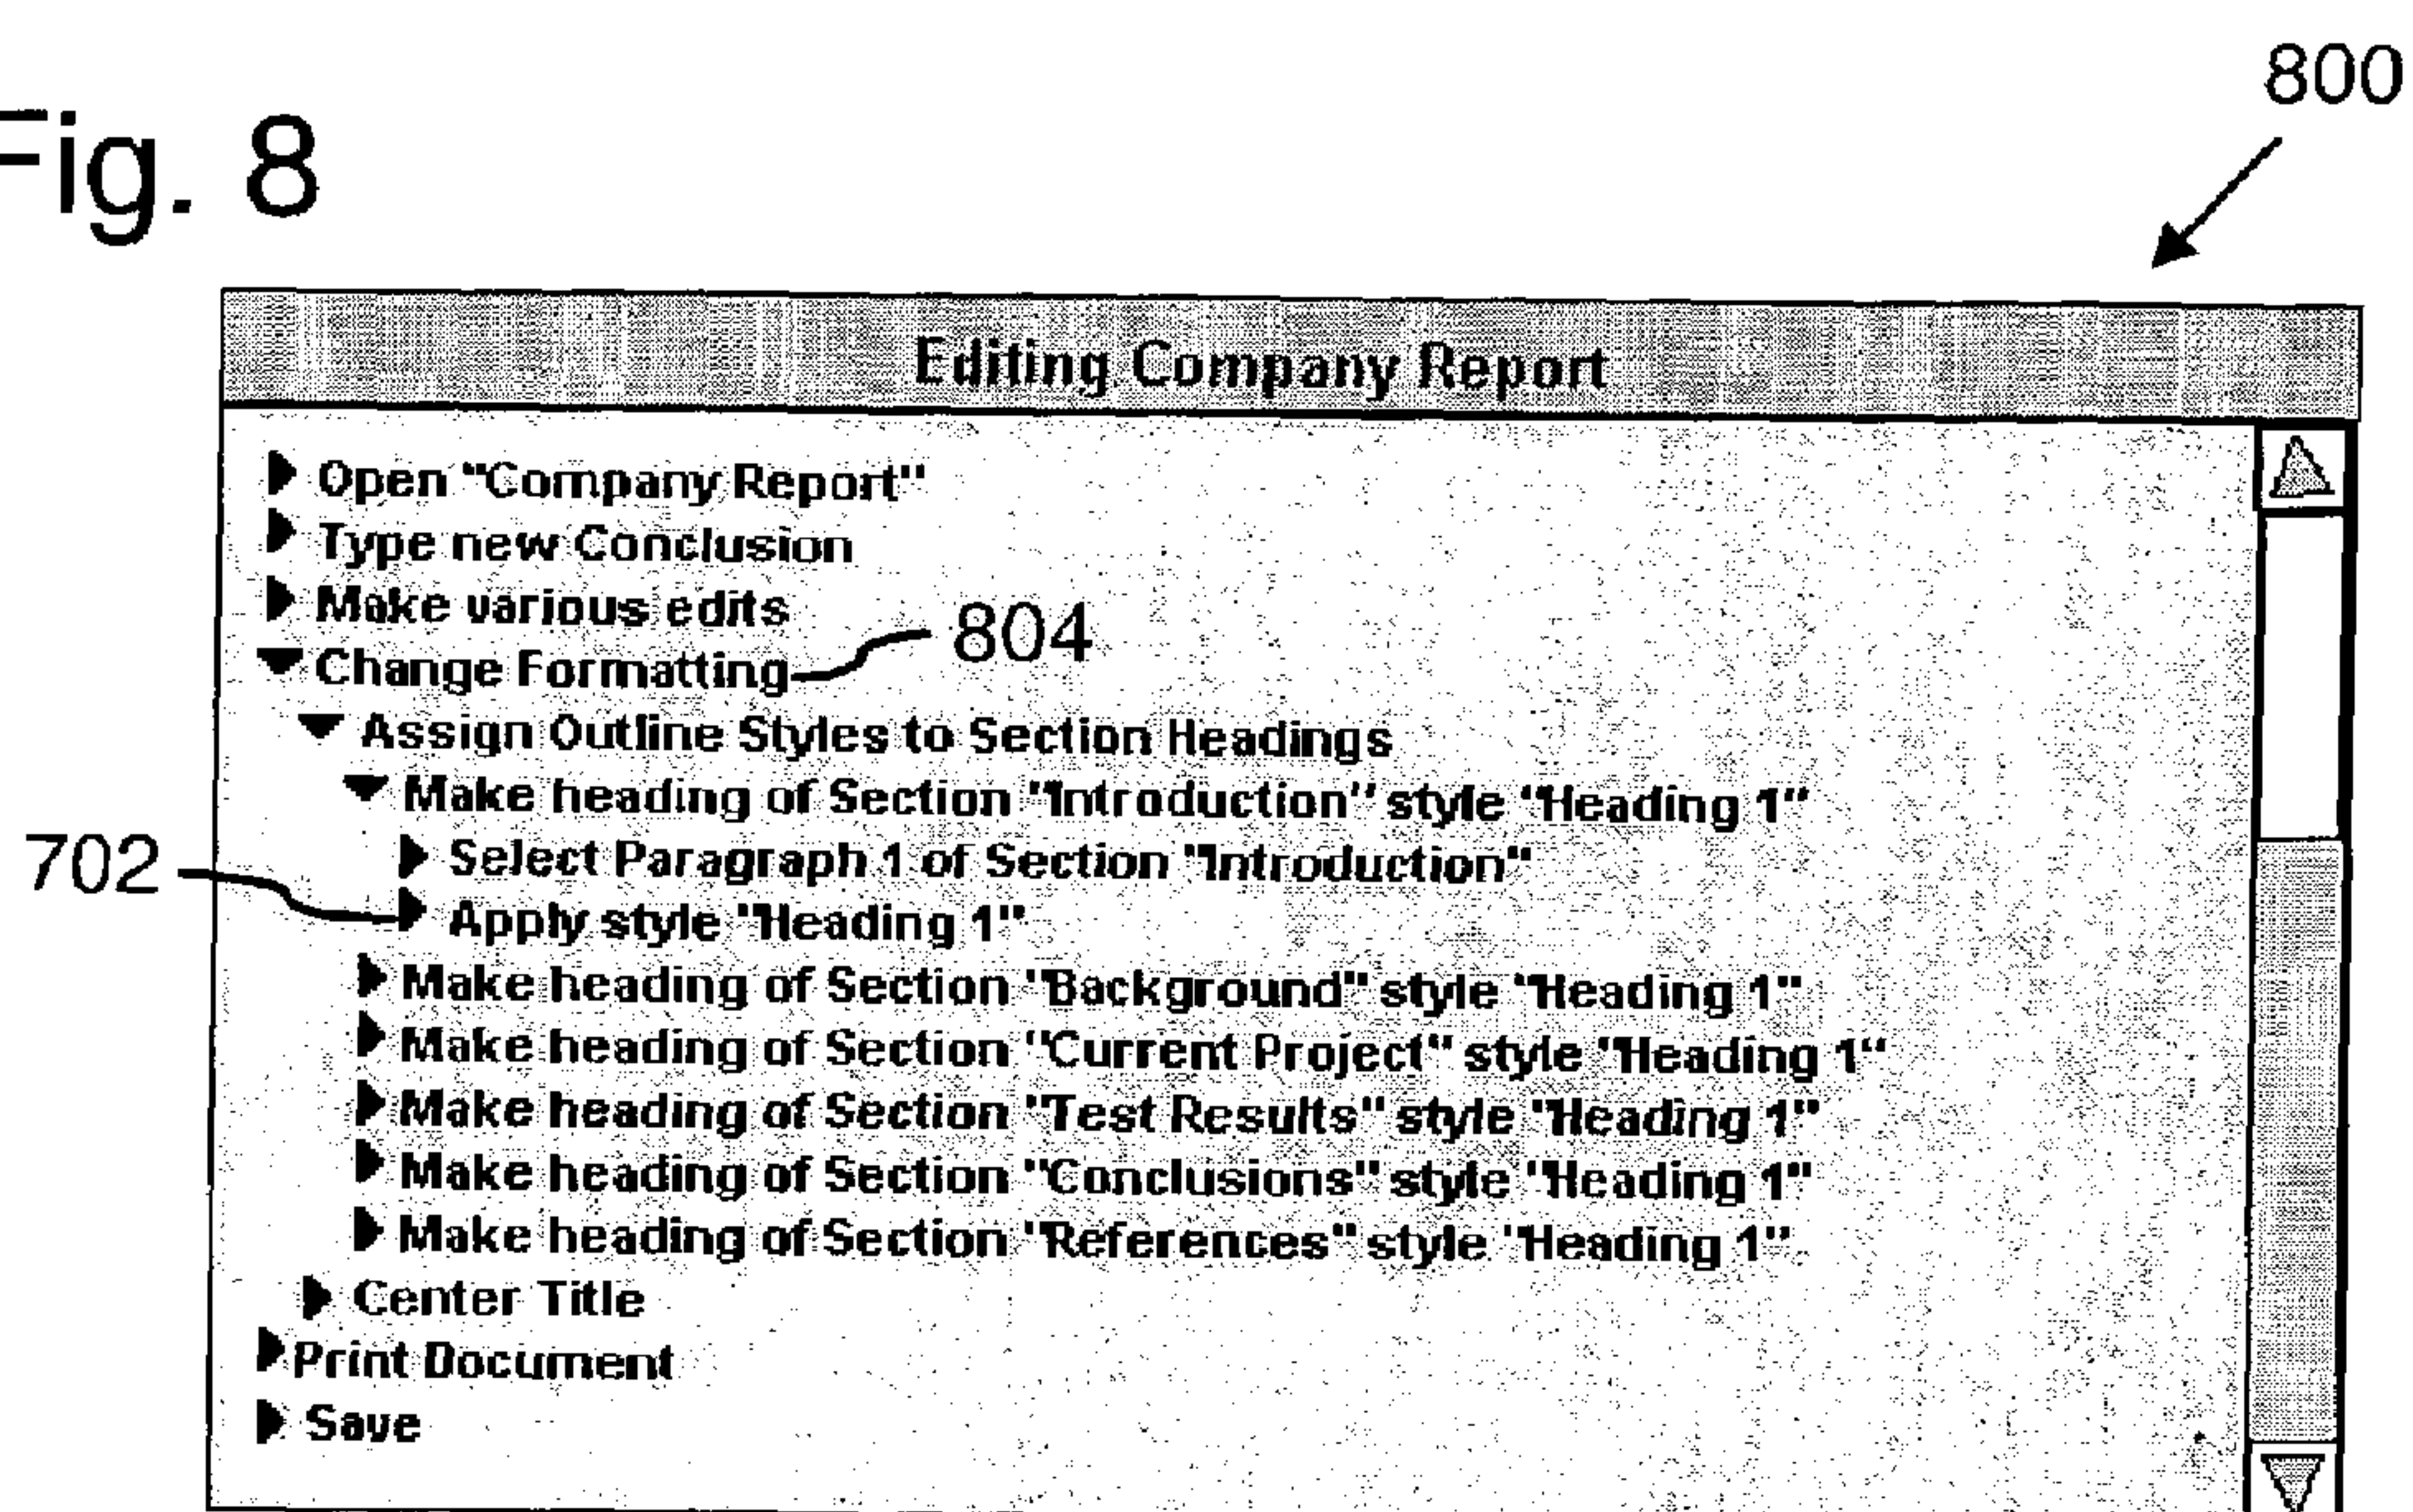 800
Fig. 8
Editing Company Report
Open "Company Report"
Type new Conclusion
Make various edits
804
Change Formatting
Assign Outline Styles to Section Headings
Make heading of Section "Introduction" style "Heading 1"
702
Select Paragraph 1 of Section "Introduction"
Apply style "Heading 1"
Make heading of Section "Background" style "Heading 1"
Make heading of Section "Current Project" style "Heading 1"
Make heading of Section "Test Results" style "Heading 1"
Make heading of Section "Conclusions" style "Heading 1"
Make heading of Section "References" style "Heading 1"
Center Title
Print Document
Save